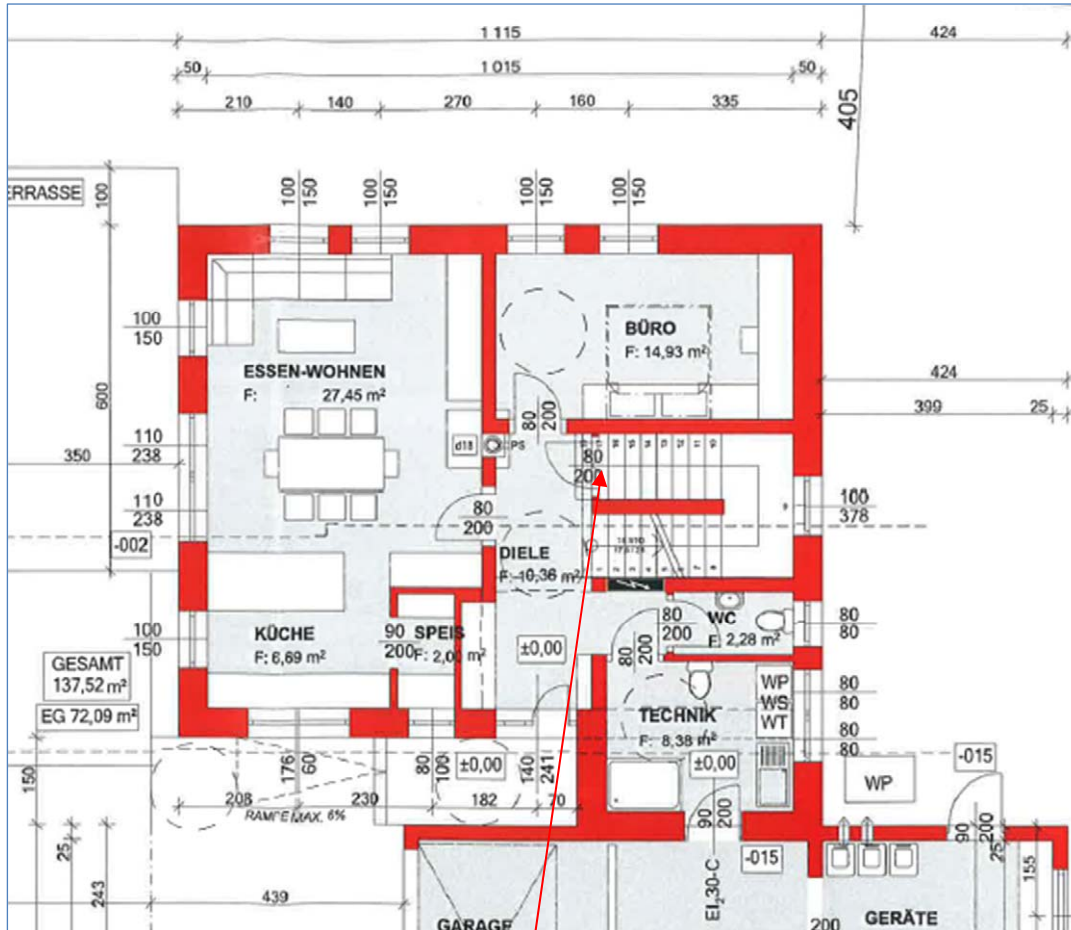 1 115
424
50
1 015
50
210
140
270
160
335
405
100
150
100
150
100
150
100
150
ERRASSE
100
600
350
100
150
110
238
110
238
-002
100
150
ESSEN-WOHNEN
F: 27,45 m²
BÜRO
F: 14,93 m²
80
200
d18
PS
80
200
80
200
DIELE
F: 10,36 m²
424
399
25
100
378
KÜCHE
F: 6,69 m²
90
200
SPEIS
F: 2,00 m²
±0,00
80
200
80
200
WC
F: 2,28 m²
80
80
GESAMT
137,52 m²
EG 72,09 m²
TECHNIK
F: 8,38 m²
±0,00
WP
WS
WT
80
80
80
80
-015
WP
150
176
60
80
100
±0,00
140
241
208
230
182
70
RAMPE MAX. 6%
90
200
90
200
25
155
25
243
439
EI₂30-C
-015
GARAGE
200
GERÄTE